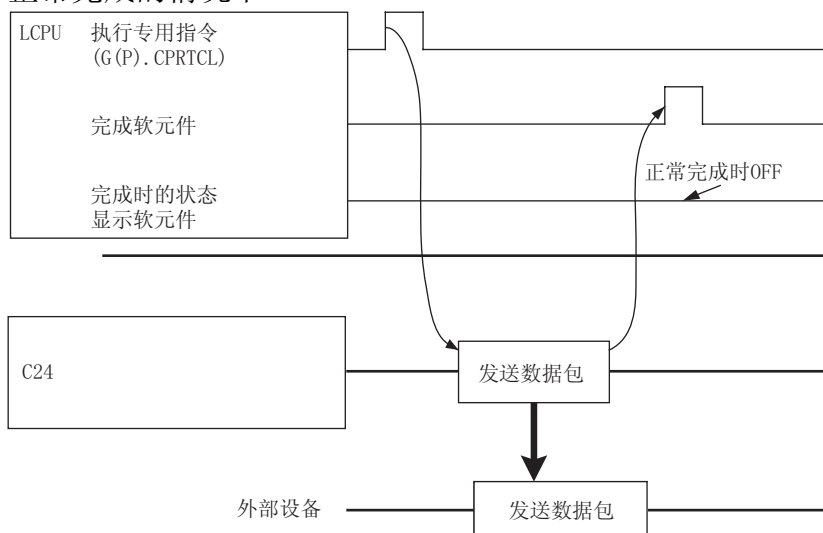 正常完成的情况下
LCPU 执行专用指令
(G(P).CPRTCL)
完成软元件
正常完成时OFF
完成时的状态
显示软元件
C24
发送数据包
外部设备
发送数据包